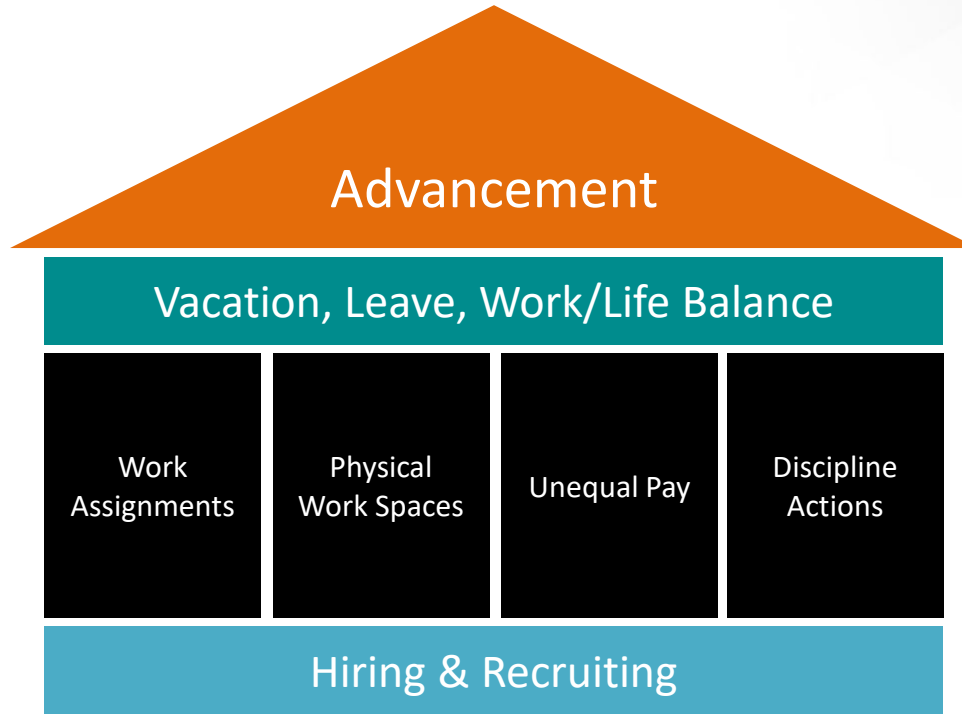 Advancement
Vacation, Leave, Work/Life Balance
Work
Assignments
Physical
Work Spaces
Unequal Pay
Discipline
Actions
Hiring & Recruiting